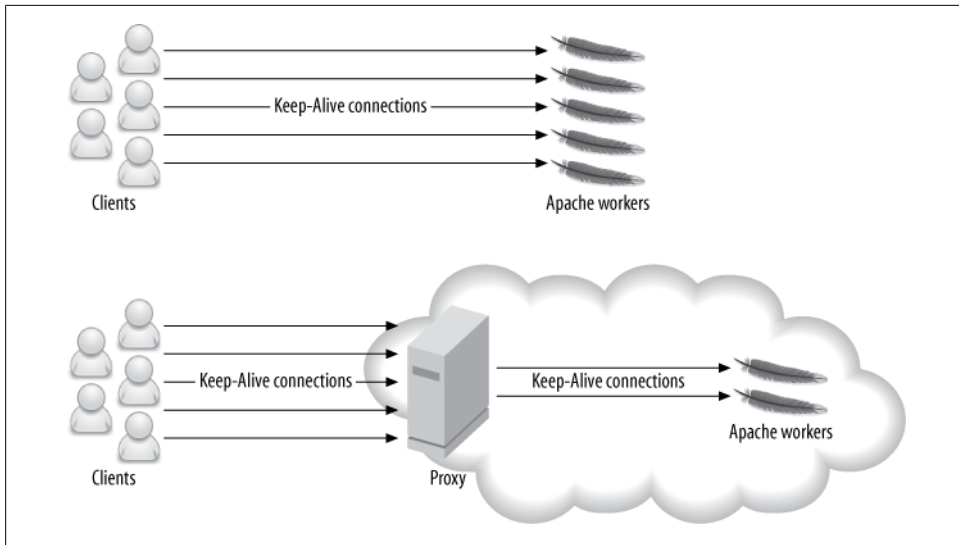 Keep-Alive connections
Clients
Apache workers
Keep-Alive connections
Keep-Alive connections
Apache workers
Clients
Proxy